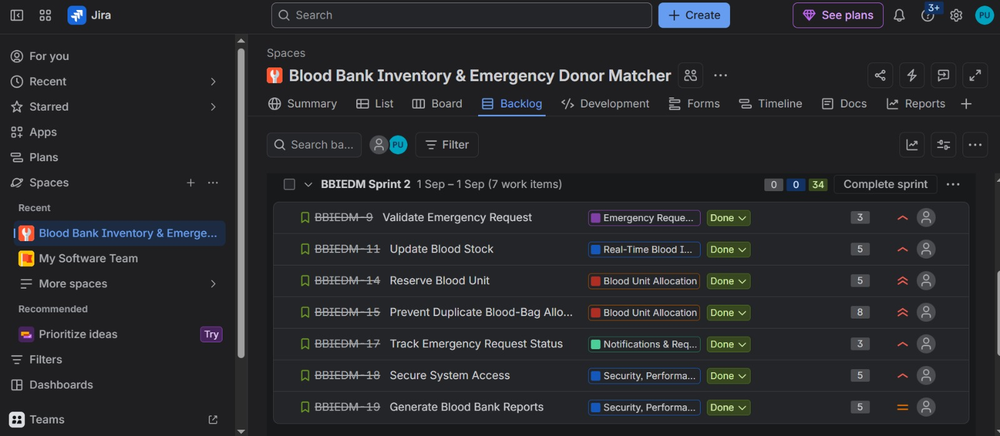 Jira
Search
Create
See plans
3+
PU
For you
Recent
Starred
Apps
Plans
Spaces
Recent
Blood Bank Inventory & Emerge...
My Software Team
More spaces
Recommended
Prioritize ideas Try
Filters
Dashboards
Teams
Spaces
Blood Bank Inventory & Emergency Donor Matcher
Summary List Board Backlog Development Forms Timeline Docs Reports
Search ba... PU Filter
BBIEDM Sprint 2 1 Sep – 1 Sep (7 work items) 0 0 34 Complete sprint
BBIEDM-9 Validate Emergency Request Emergency Reque... Done 3
BBIEDM-11 Update Blood Stock Real-Time Blood I... Done 5
BBIEDM-14 Reserve Blood Unit Blood Unit Allocation Done 5
BBIEDM-15 Prevent Duplicate Blood-Bag Allo... Blood Unit Allocation Done 8
BBIEDM-17 Track Emergency Request Status Notifications & Req... Done 3
BBIEDM-18 Secure System Access Security, Performa... Done 5
BBIEDM-19 Generate Blood Bank Reports Security, Performa... Done 5